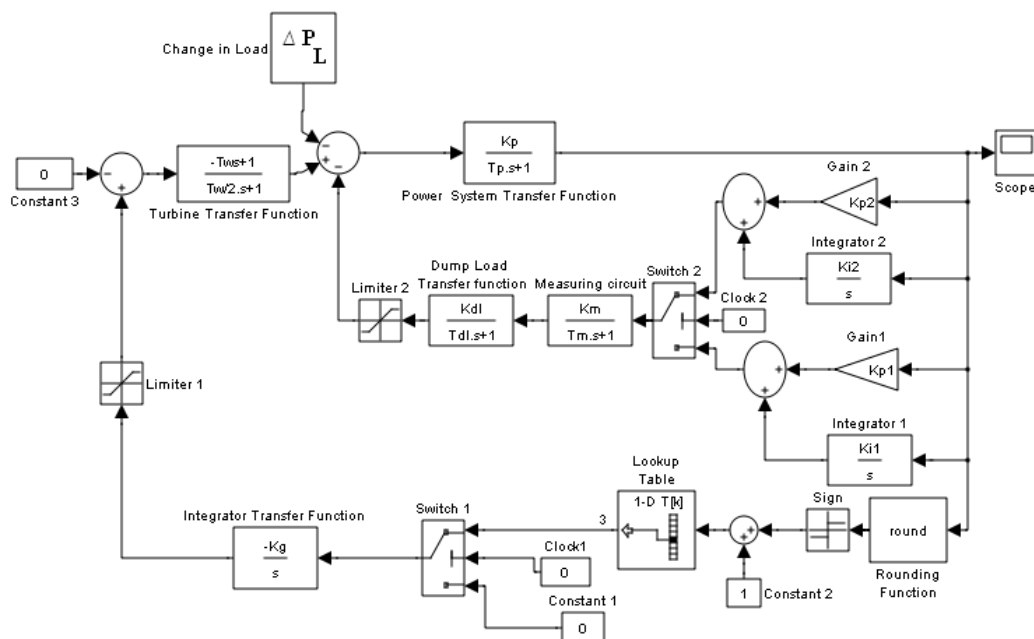 Change in Load
Δ P
L
0
Constant 3
-Tws+1
Tw/2.s+1
Turbine Transfer Function
Kp
Tp.s+1
Power System Transfer Function
Scope
Gain 2
Kp2
Integrator 2
Ki2
s
Switch 2
Clock 2
0
Dump Load
Transfer function
Kdl
Tdl.s+1
Measuring circuit
Km
Tm.s+1
Limiter 2
Gain1
Kp1
Integrator 1
Ki1
s
Limiter 1
Lookup
Table
1-D T[k]
3
Sign
round
Rounding
Function
1
Constant 2
Integrator Transfer Function
-Kg
s
Switch 1
Clock1
0
Constant 1
0